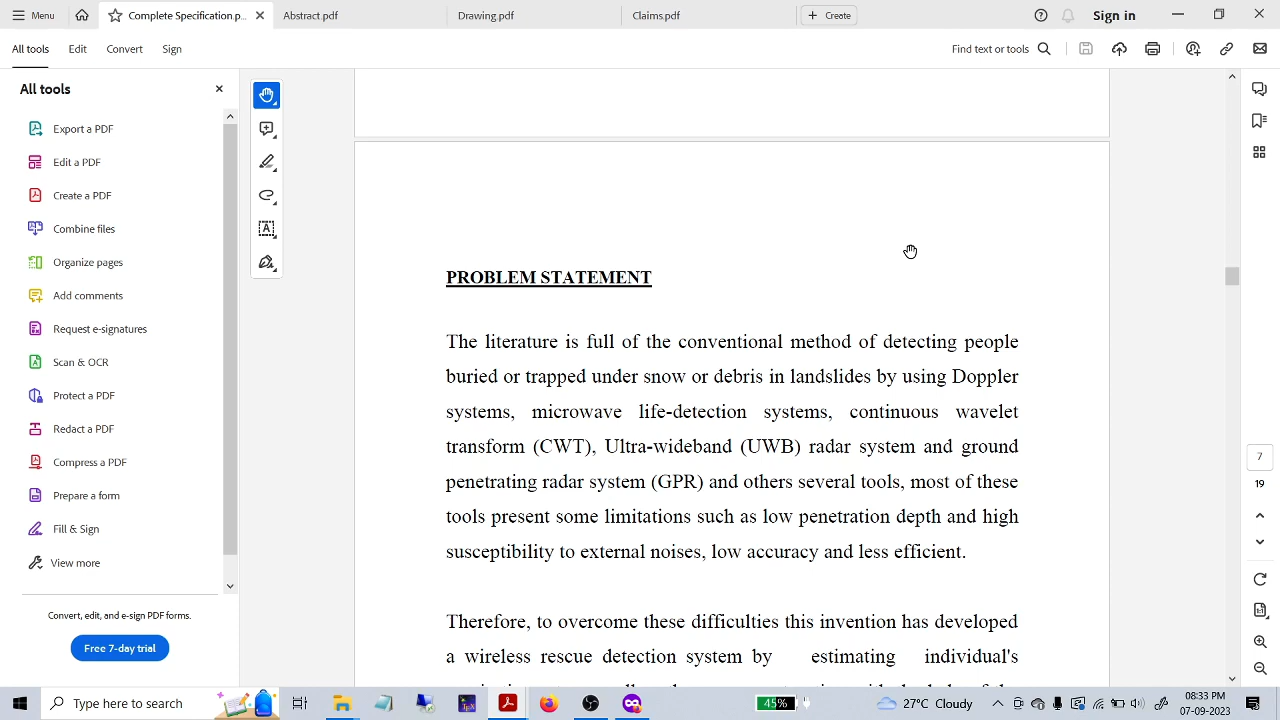 Menu
Complete Specification.p...
Abstract.pdf
Drawing.pdf
Claims.pdf
Create
Sign in
All tools
Edit
Convert
Sign
Find text or tools
All tools
Export a PDF
Edit a PDF
Create a PDF
Combine files
Organize pages
Add comments
Request e-signatures
Scan & OCR
Protect a PDF
Redact a PDF
Compress a PDF
Prepare a form
Fill & Sign
View more
Convert, edit, and e-sign PDF forms.
Free 7-day trial
PROBLEM STATEMENT
The literature is full of the conventional method of detecting people
buried or trapped under snow or debris in landslides by using Doppler
systems, microwave life-detection systems, continuous wavelet
transform (CWT), Ultra-wideband (UWB) radar system and ground
penetrating radar system (GPR) and others several tools, most of these
tools present some limitations such as low penetration depth and high
susceptibility to external noises, low accuracy and less efficient.
Therefore, to overcome these difficulties this invention has developed
a wireless rescue detection system by estimating individual's
7
19
Type here to search
45%
27°C Cloudy
08:33 PM
07-09-2023